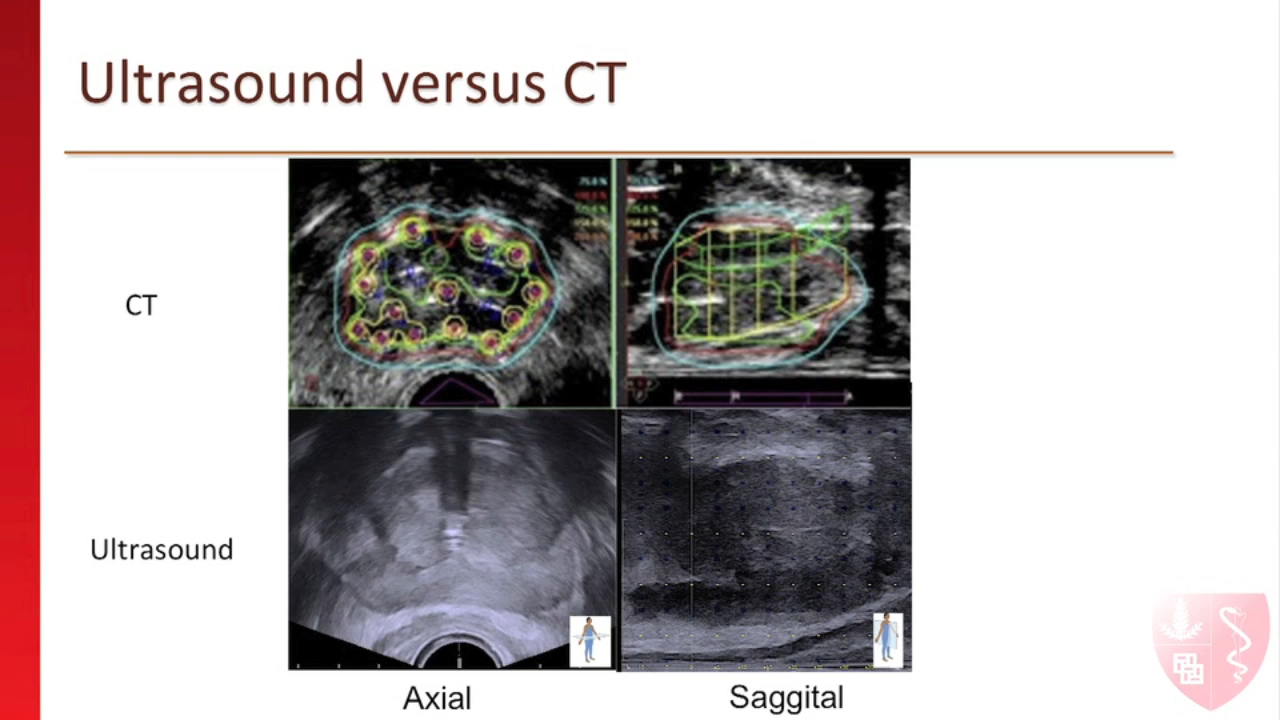 Ultrasound versus CT
CT
Ultrasound
Axial
Saggital